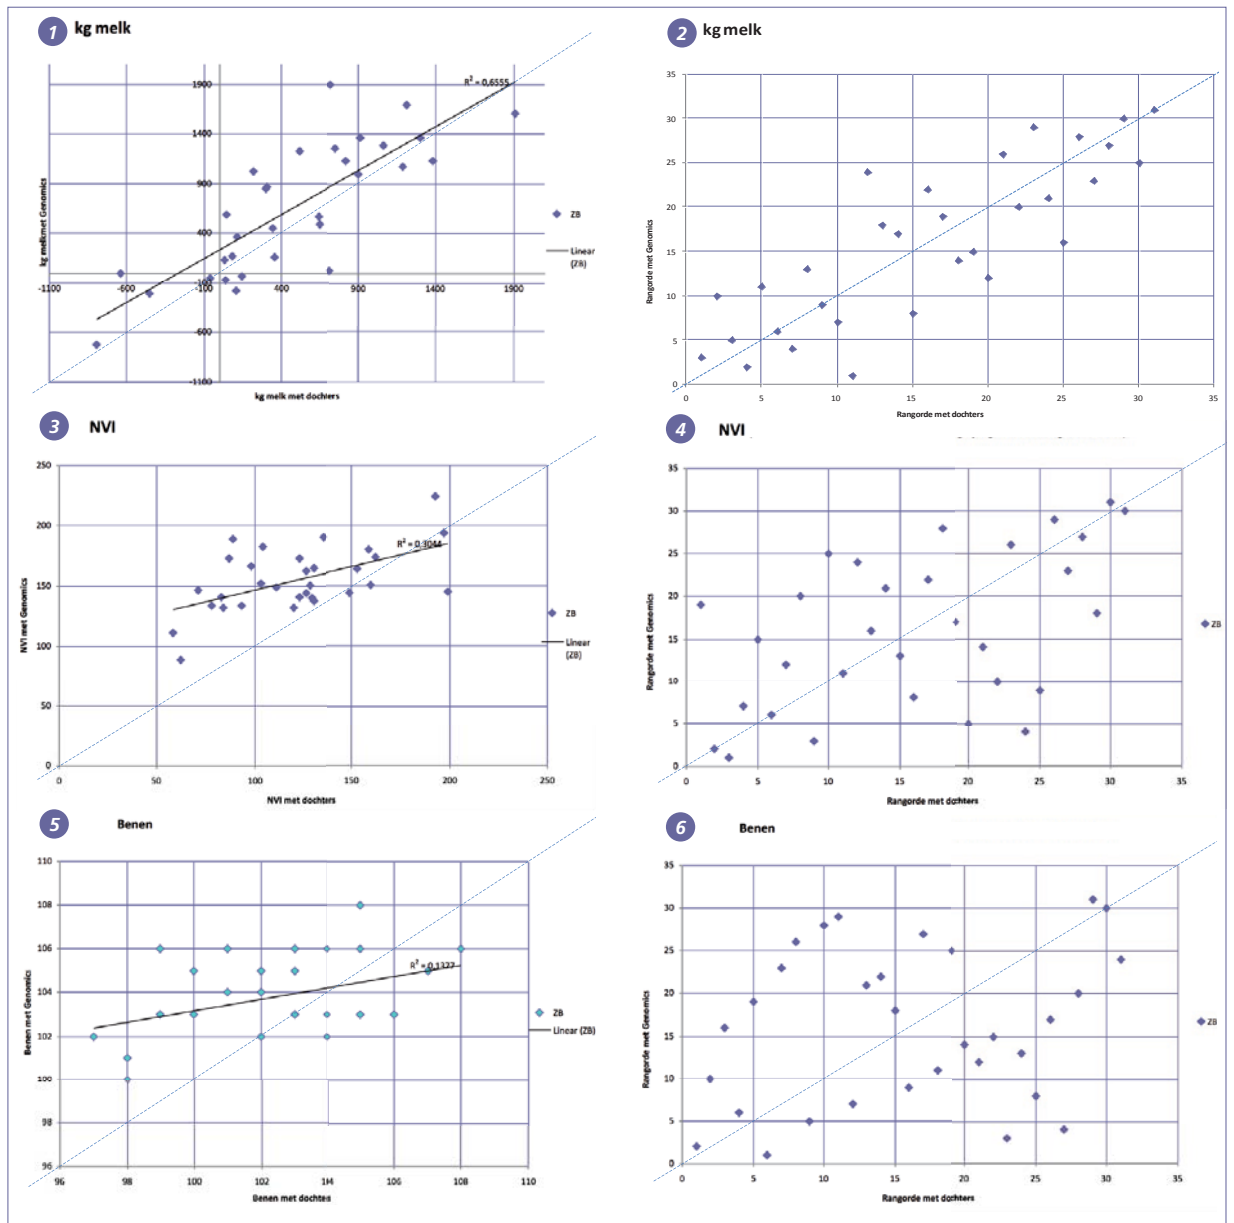 1 kg melk
1900
1400
900
400
-100
-600
-1100
-1100 -600 -100 400 900 1400 1900
R² = 0,6555
kg melk met Genomics
kg melk met dochters
ZB
Linear
(ZB)
2 kg melk
35
30
25
20
15
10
5
0
0 5 10 15 20 25 30 35
Rangorde met Genomics
Rangorde met dochters
3 NVI
250
200
150
100
50
0
0 50 100 150 200 250
R² = 0,3044
NVI met Genomics
NVI met dochters
ZB
Linear
(ZB)
4 NVI
35
30
25
20
15
10
5
0
0 5 10 15 20 25 30 35
Rangorde met Genomics
Rangorde met dochters
ZB
5 Benen
110
108
106
104
102
100
98
96
96 98 100 102 104 106 108 110
R² = 0,1327
Benen met Genomics
Benen met dochters
ZB
Linear (ZB)
6 Benen
35
30
25
20
15
10
5
0
0 5 10 15 20 25 30 35
Rangorde met Genomics
Rangorde met dochters
ZB